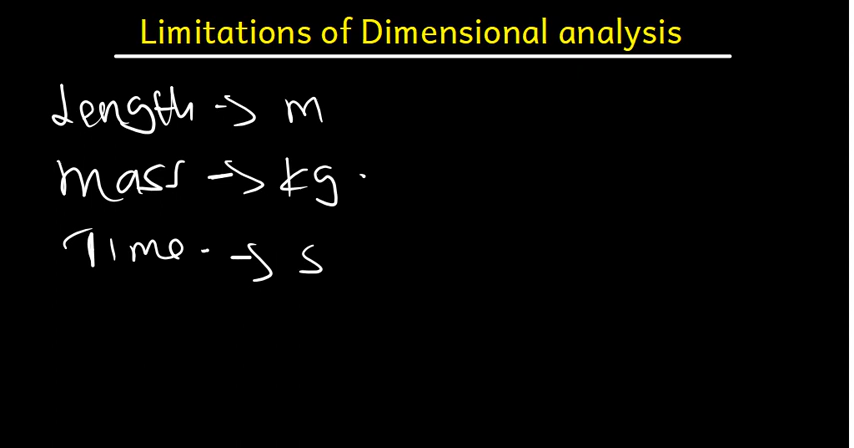 Limitations of Dimensional analysis
Length -> m
mass -> kg.
Time. -> s